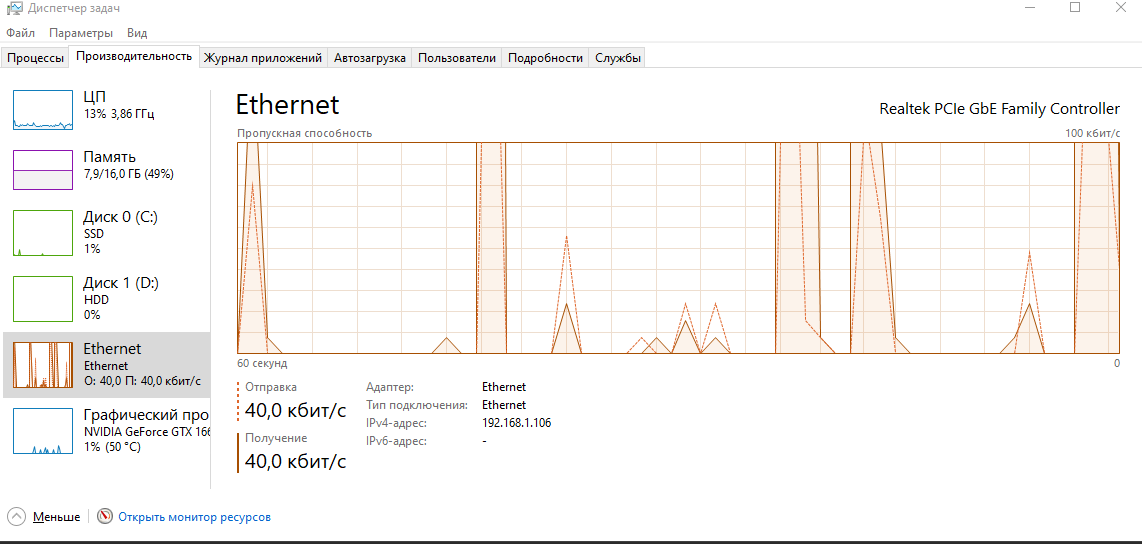 Диспетчер задач
Файл Параметры Вид
Процессы Производительность Журнал приложений Автозагрузка Пользователи Подробности Службы
ЦП
13% 3,86 ГГц
Память
7,9/16,0 ГБ (49%)
Диск 0 (C:)
SSD
1%
Диск 1 (D:)
HDD
0%
Ethernet
Ethernet
О: 40,0 П: 40,0 кбит/с
Графический про
NVIDIA GeForce GTX 166
1% (50 °C)
Ethernet
Realtek PCIe GbE Family Controller
Пропускная способность
100 кбит/с
60 секунд
0
Отправка
40,0 кбит/с
Получение
40,0 кбит/с
Адаптер: Ethernet
Тип подключения: Ethernet
IPv4-адрес: 192.168.1.106
IPv6-адрес: -
Меньше
Открыть монитор ресурсов